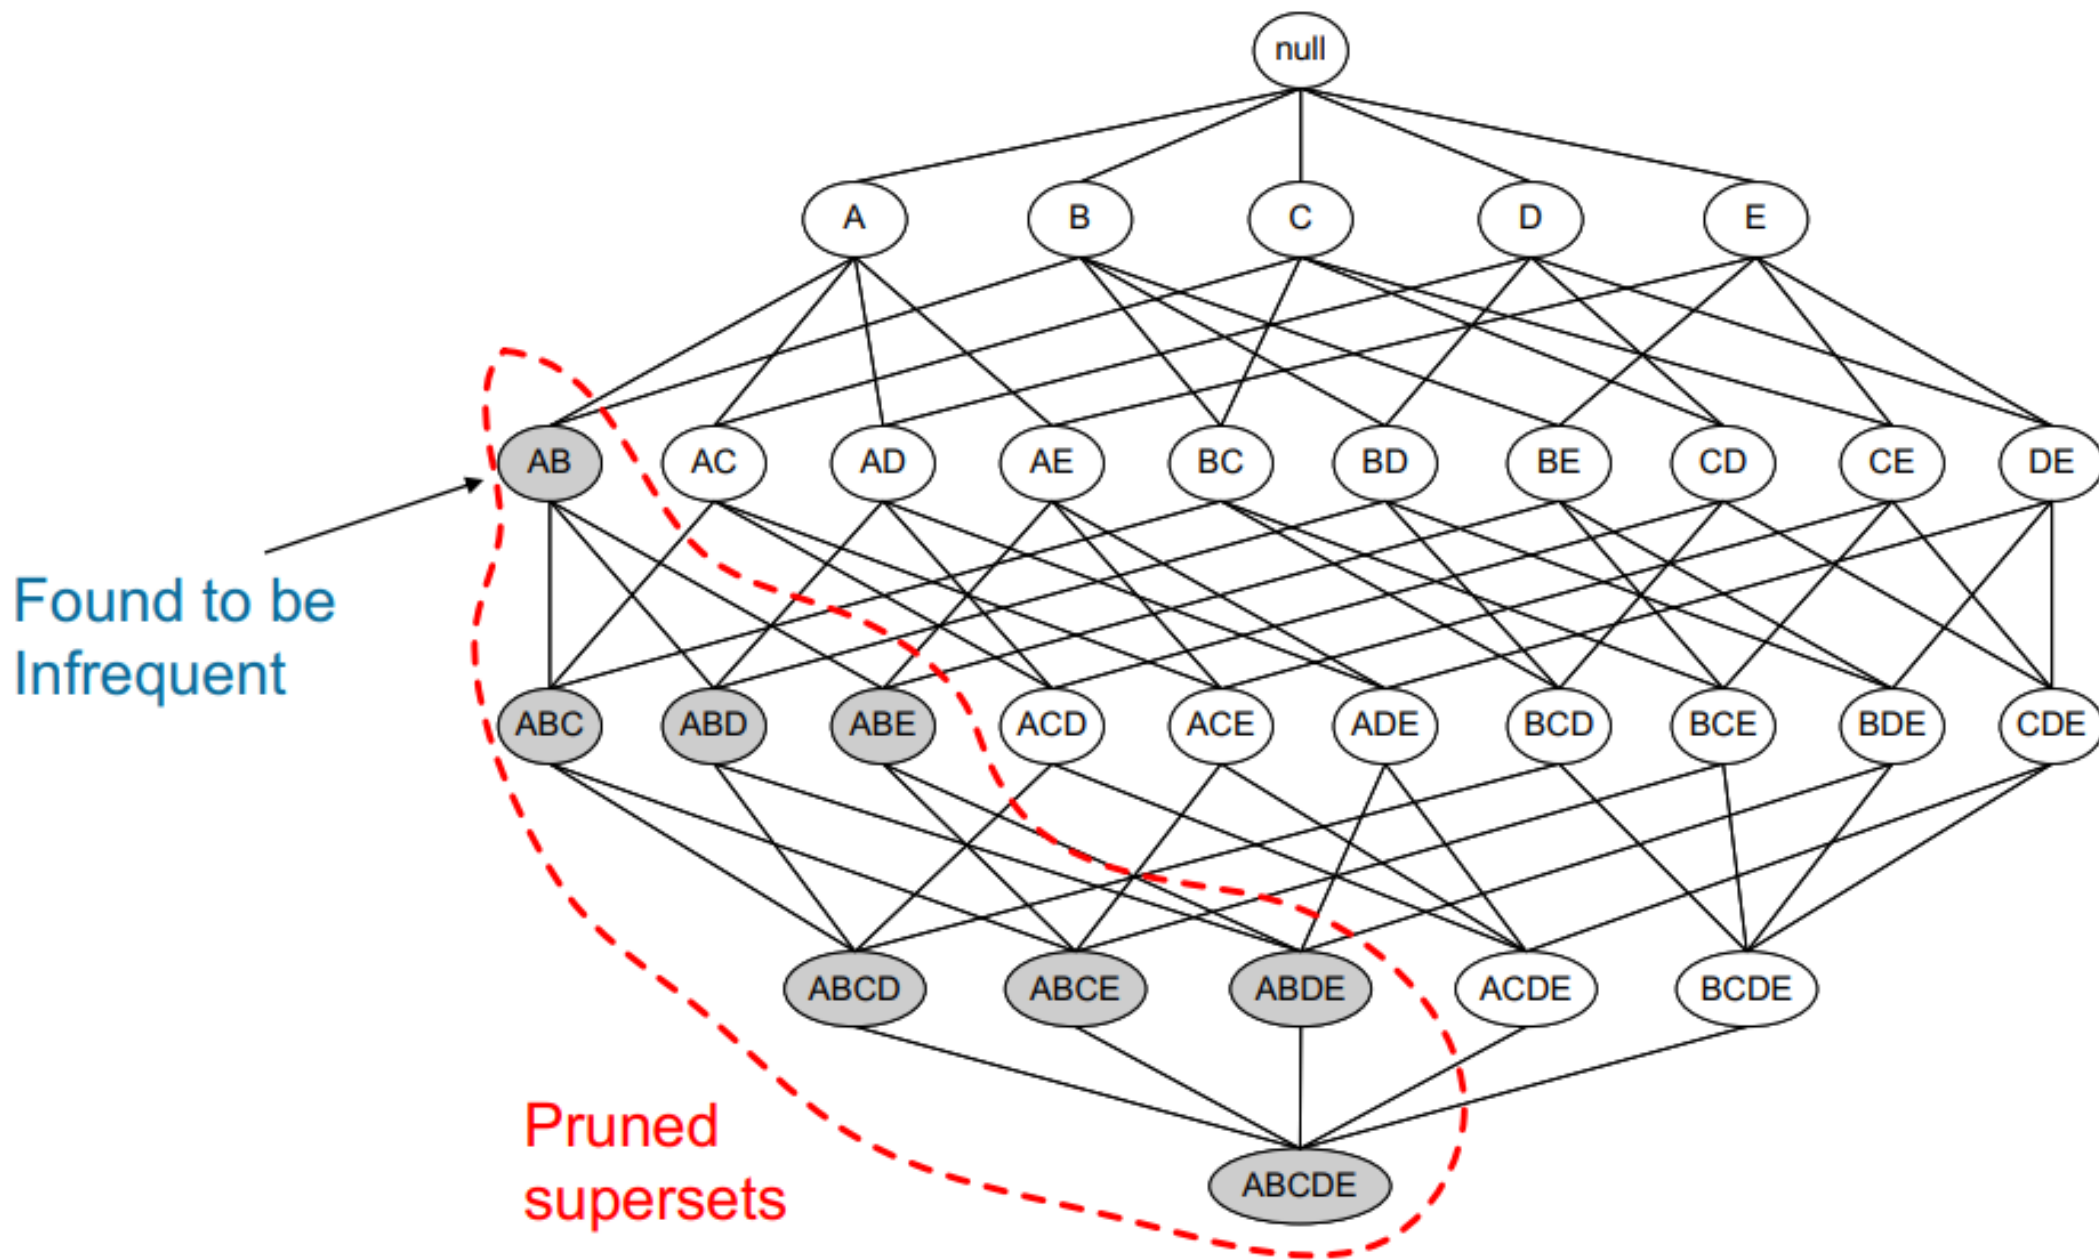 null
A B C D E
AB AC AD AE BC BD BE CD CE DE
Found to be
Infrequent
ABC ABD ABE ACD ACE ADE BCD BCE BDE CDE
ABCD ABCE ABDE ACDE BCDE
Pruned
supersets
ABCDE